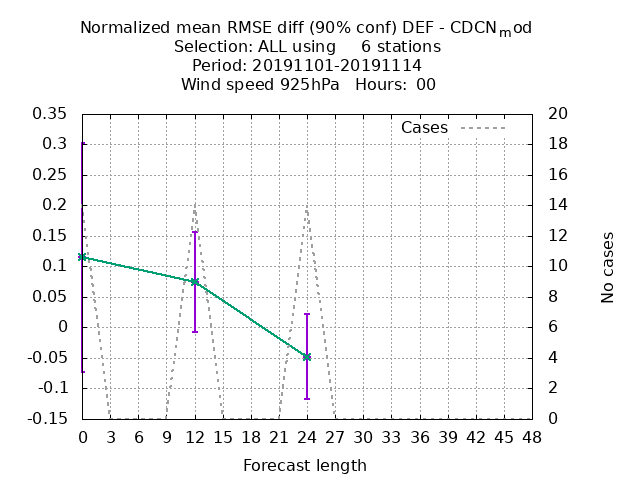 Normalized mean RMSE diff (90% conf) DEF - CDCNmod
Selection: ALL using     6 stations
Period: 20191101-20191114
Wind speed 925hPa   Hours:  00
Cases
0.35
0.3
0.25
0.2
0.15
0.1
0.05
0
-0.05
-0.1
-0.15
20
18
16
14
12
10
8
6
4
2
0
No cases
0 3 6 9 12 15 18 21 24 27 30 33 36 39 42 45 48
Forecast length